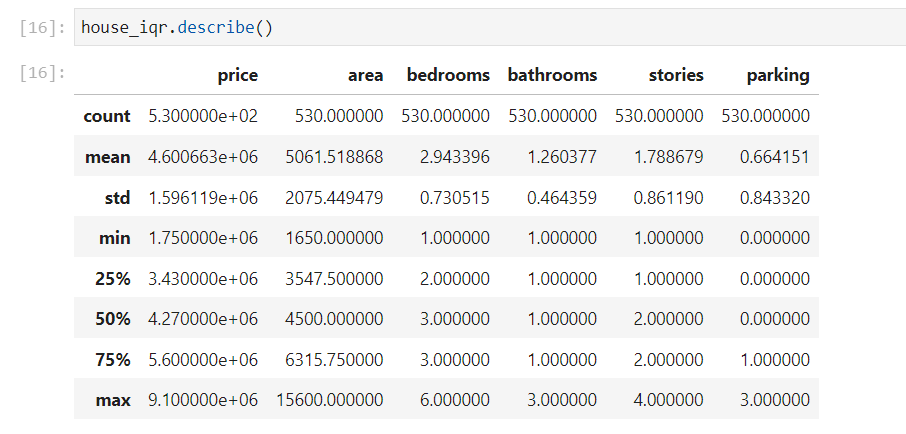 [16]: house_iqr.describe()
[16]: price area bedrooms bathrooms stories parking
count 5.300000e+02 530.000000 530.000000 530.000000 530.000000 530.000000
mean 4.600663e+06 5061.518868 2.943396 1.260377 1.788679 0.664151
std 1.596119e+06 2075.449479 0.730515 0.464359 0.861190 0.843320
min 1.750000e+06 1650.000000 1.000000 1.000000 1.000000 0.000000
25% 3.430000e+06 3547.500000 2.000000 1.000000 1.000000 0.000000
50% 4.270000e+06 4500.000000 3.000000 1.000000 2.000000 0.000000
75% 5.600000e+06 6315.750000 3.000000 1.000000 2.000000 1.000000
max 9.100000e+06 15600.000000 6.000000 3.000000 4.000000 3.000000